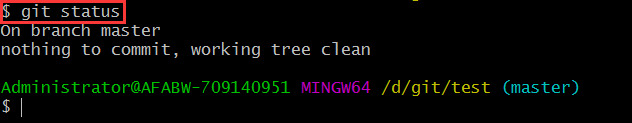 $ git status
On branch master
nothing to commit, working tree clean
Administrator@AFABW-709140951 MINGW64 /d/git/test (master)
$